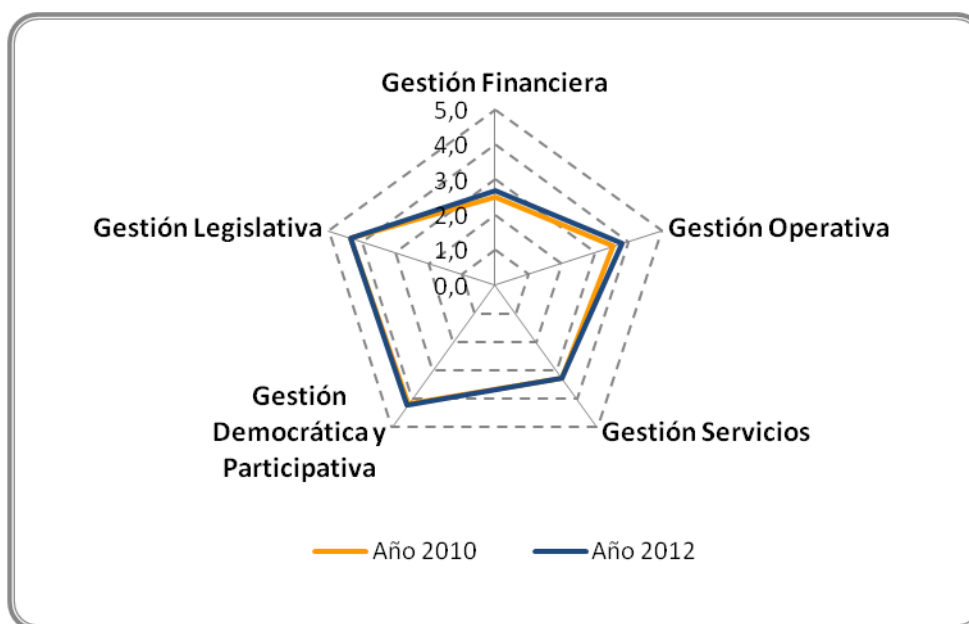 Gestión Financiera
5,0
4,0
3,0
2,0
1,0
0,0
Gestión Legislativa
Gestión Operativa
Gestión
Democrática y
Participativa
Gestión Servicios
Año 2010
Año 2012